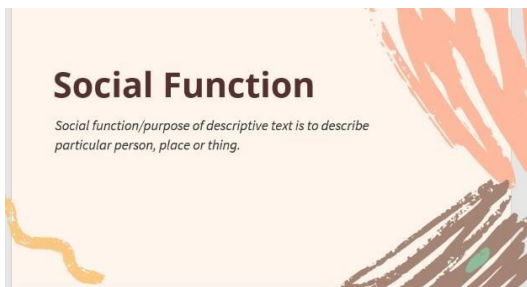 Social Function
Social function/purpose of descriptive text is to describe
particular person, place or thing.